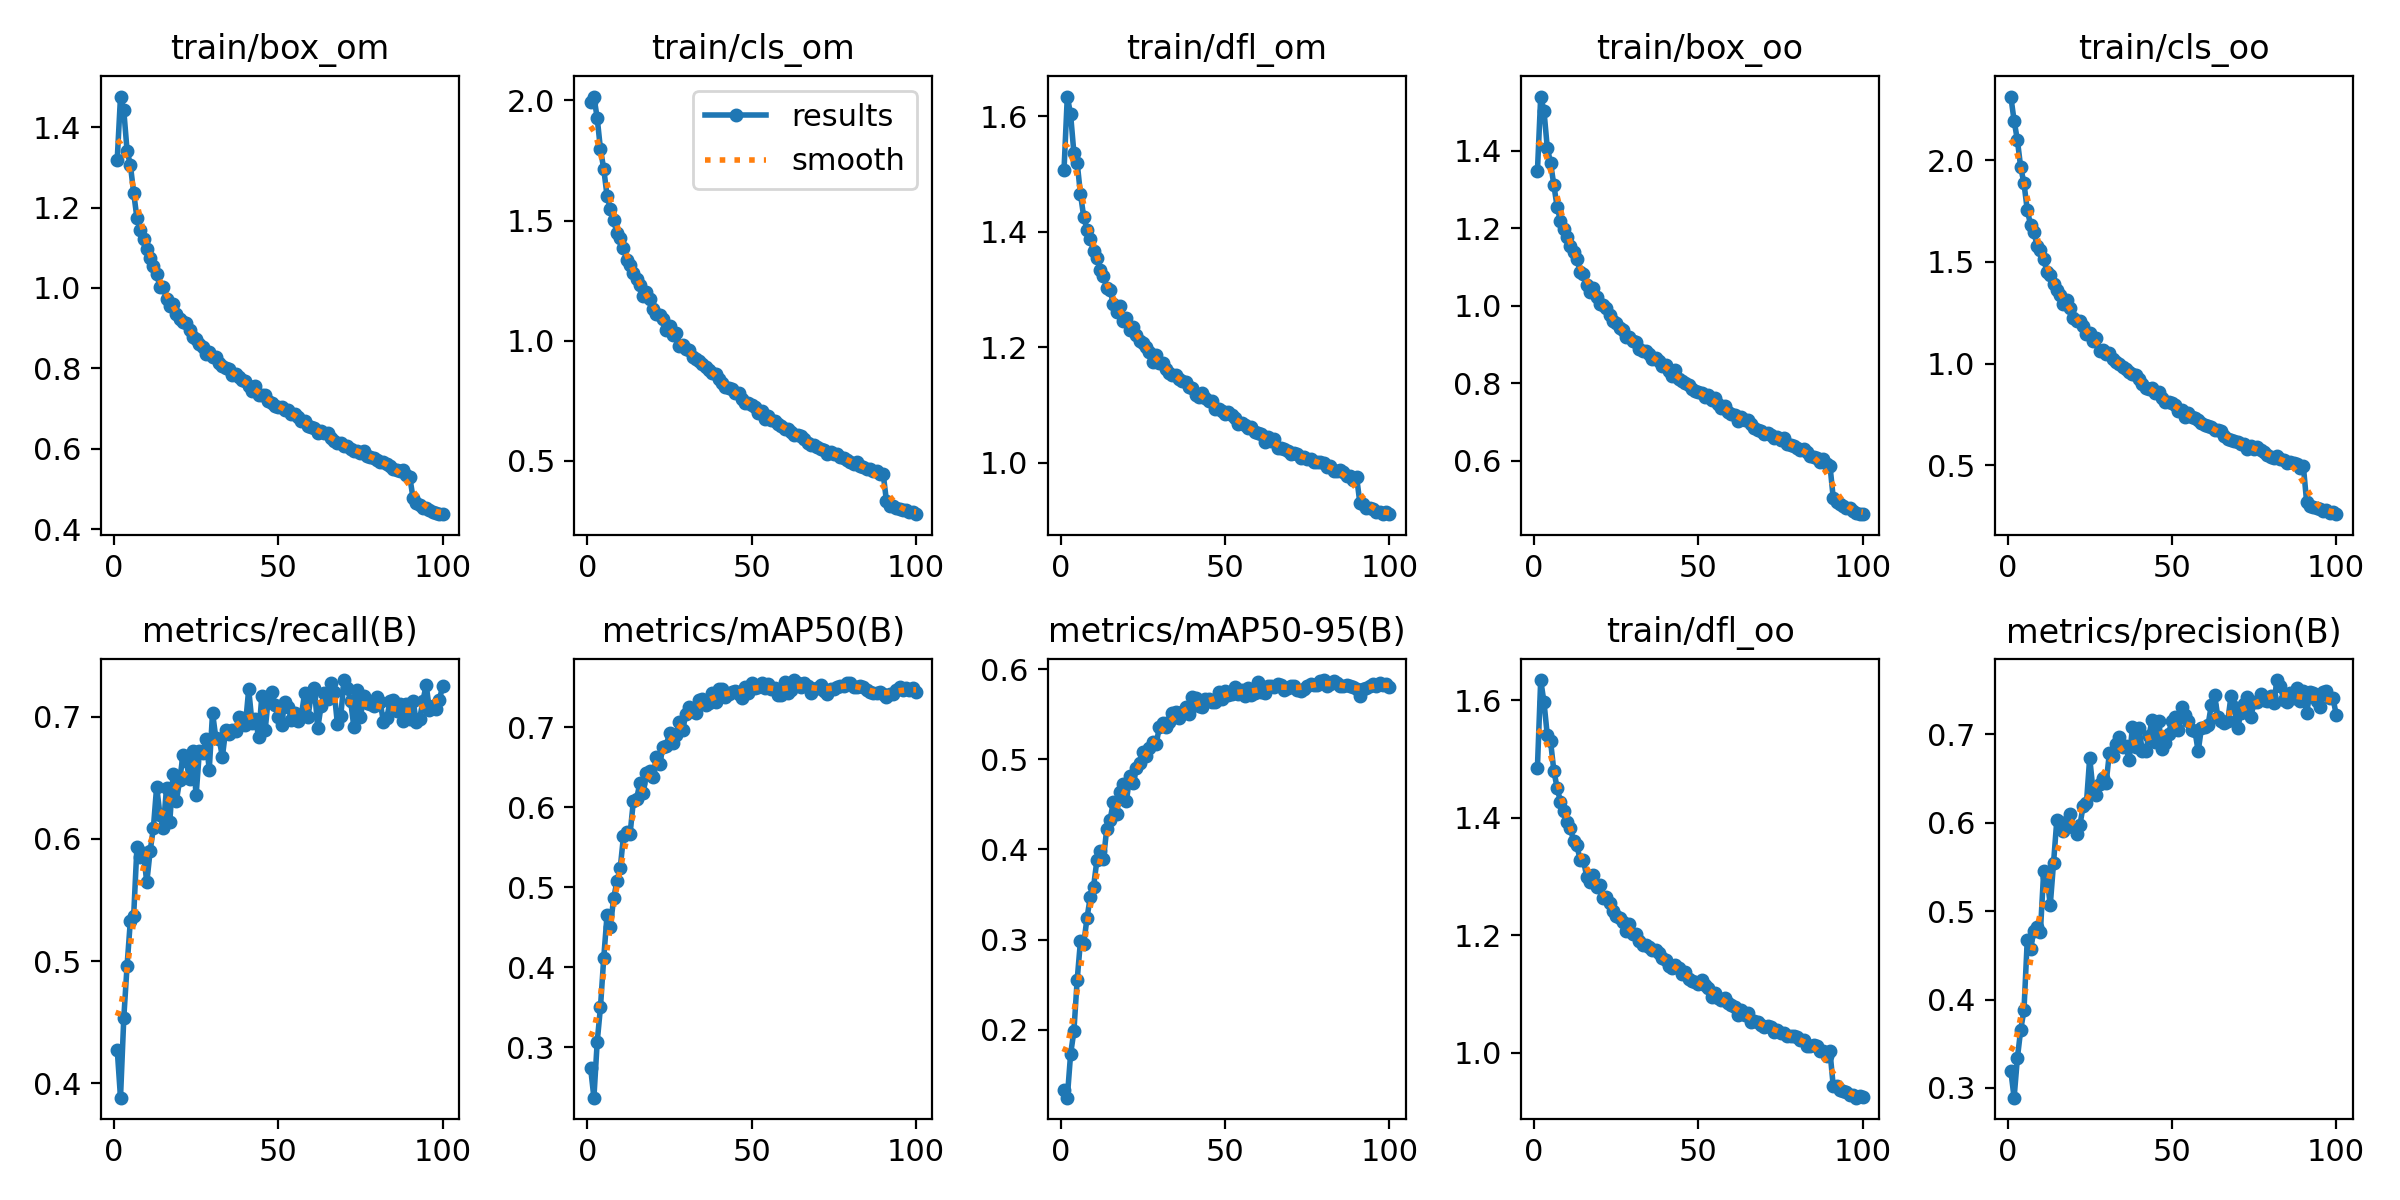 train/box_om
1.4
1.2
1.0
0.8
0.6
0.4
0 50 100
train/cls_om
results
smooth
2.0
1.5
1.0
0.5
0 50 100
train/dfl_om
1.6
1.4
1.2
1.0
0 50 100
train/box_oo
1.4
1.2
1.0
0.8
0.6
0 50 100
train/cls_oo
2.0
1.5
1.0
0.5
0 50 100
metrics/recall(B)
0.7
0.6
0.5
0.4
0 50 100
metrics/mAP50(B)
0.7
0.6
0.5
0.4
0.3
0 50 100
metrics/mAP50-95(B)
0.6
0.5
0.4
0.3
0.2
0 50 100
train/dfl_oo
1.6
1.4
1.2
1.0
0 50 100
metrics/precision(B)
0.7
0.6
0.5
0.4
0.3
0 50 100